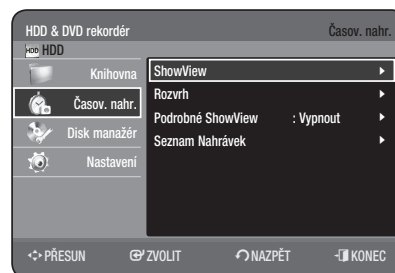 HDD & DVD rekordér Časov. nahr.
HDD HDD
Knihovna
Časov. nahr.
Disk manažér
Nastavení
ShowView
Rozvrh
Podrobné ShowView : Vypnout
Seznam Nahrávek
PŘESUN ZVOLIT NAZPĚT KONEC